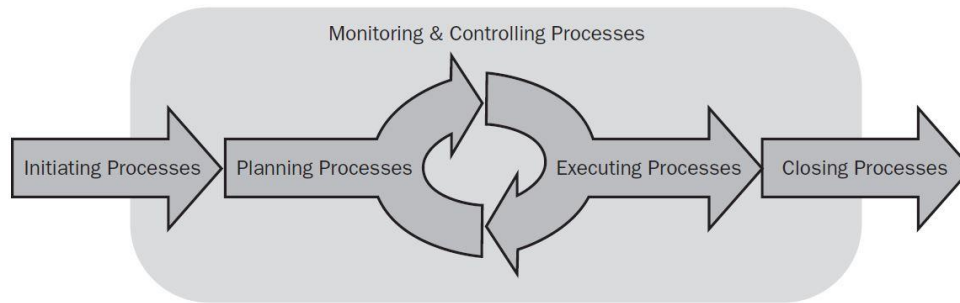 Monitoring & Controlling Processes
Initiating Processes
Planning Processes
Executing Processes
Closing Processes